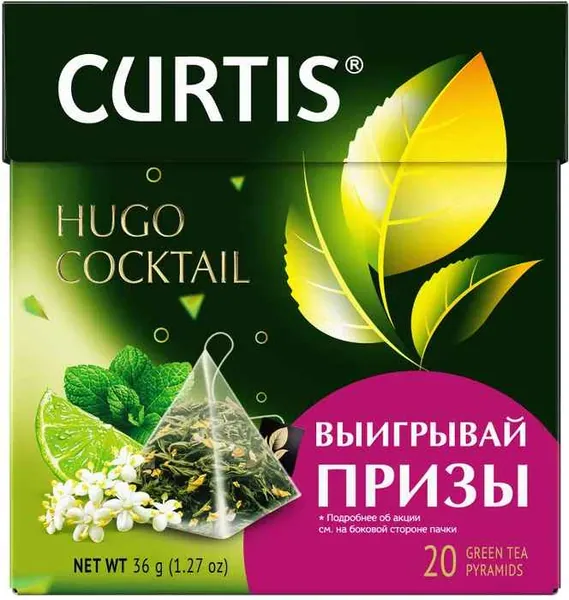 CURTIS®
HUGO
COCKTAIL
ВЫИГРЫВАЙ
ПРИЗЫ
* Подробнее об акции
см. на боковой стороне пачки
NET WT 36 g (1.27 oz)
20 GREEN TEA
PYRAMIDS